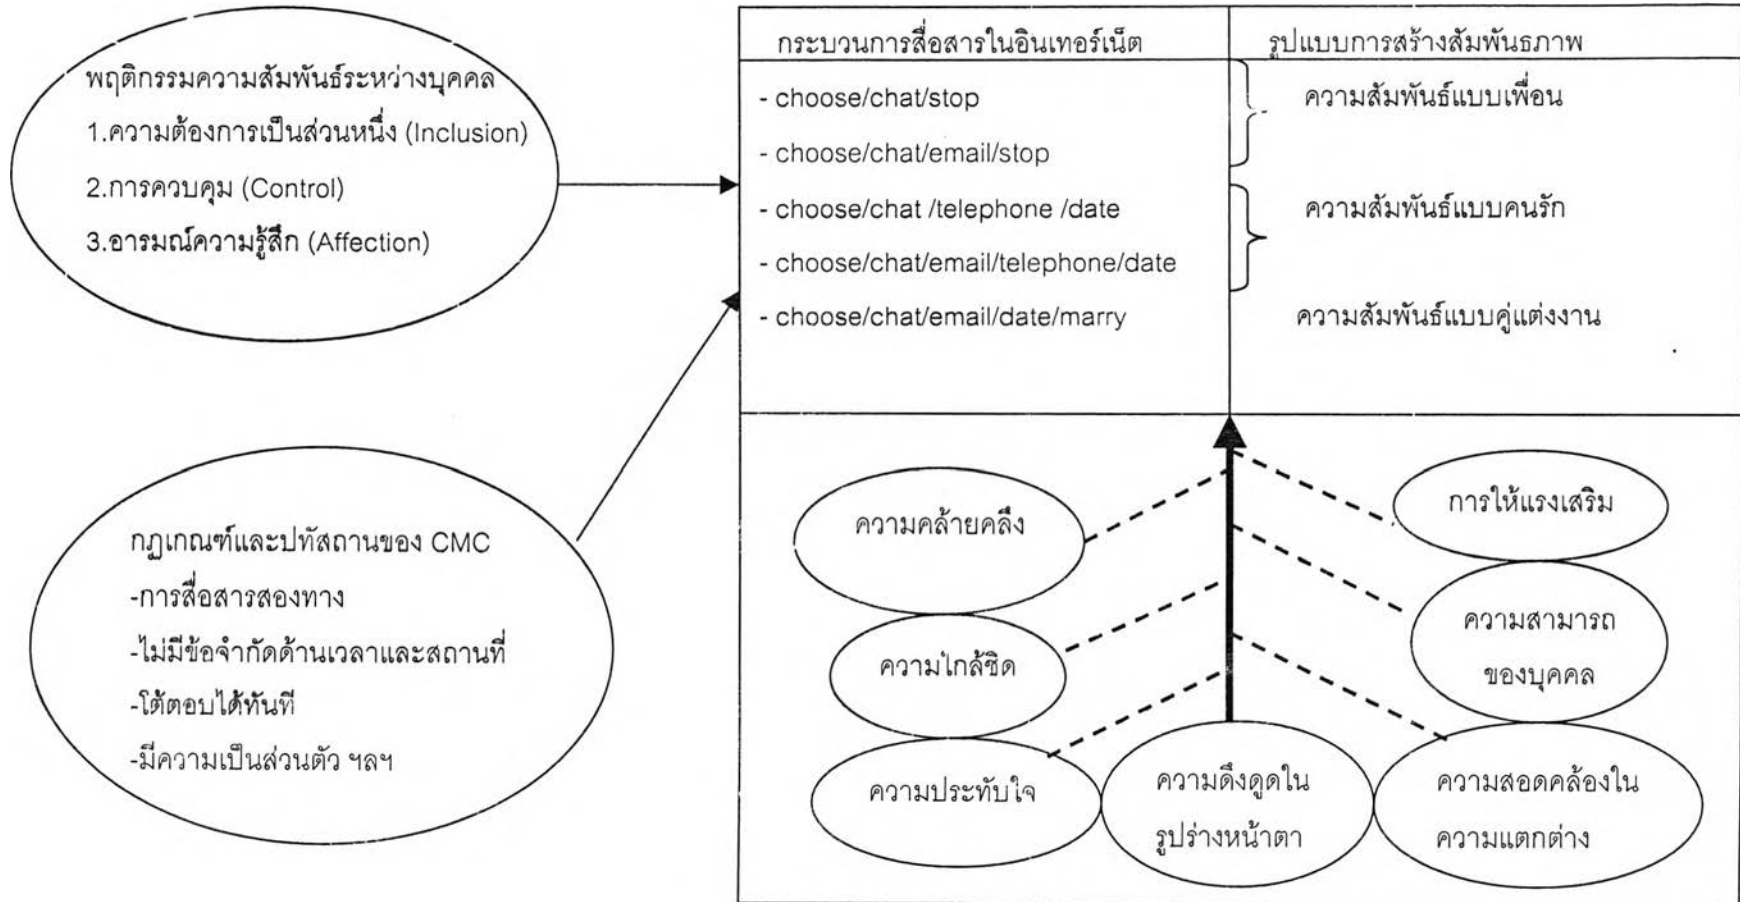 พฤติกรรมความสัมพันธ์ระหว่างบุคคล
1.ความต้องการเป็นส่วนหนึ่ง (Inclusion)
2.การควบคุม (Control)
3.อารมณ์ความรู้สึก (Affection)
กฎเกณฑ์และปทัสถานของ CMC
-การสื่อสารสองทาง
-ไม่มีข้อจำกัดด้านเวลาและสถานที่
-โต้ตอบได้ทันที
-มีความเป็นส่วนตัว ฯลฯ
กระบวนการสื่อสารในอินเทอร์เน็ต
รูปแบบการสร้างสัมพันธภาพ
- choose/chat/stop
ความสัมพันธ์แบบเพื่อน
- choose/chat/email/stop
- choose/chat /telephone /date
ความสัมพันธ์แบบคนรัก
- choose/chat/email/telephone/date
- choose/chat/email/date/marry
ความสัมพันธ์แบบคู่แต่งงาน
ความคล้ายคลึง
การให้แรงเสริม
ความใกล้ชิด
ความสามารถ
ของบุคคล
ความประทับใจ
ความดึงดูดใน
รูปร่างหน้าตา
ความสอดคล้องใน
ความแตกต่าง